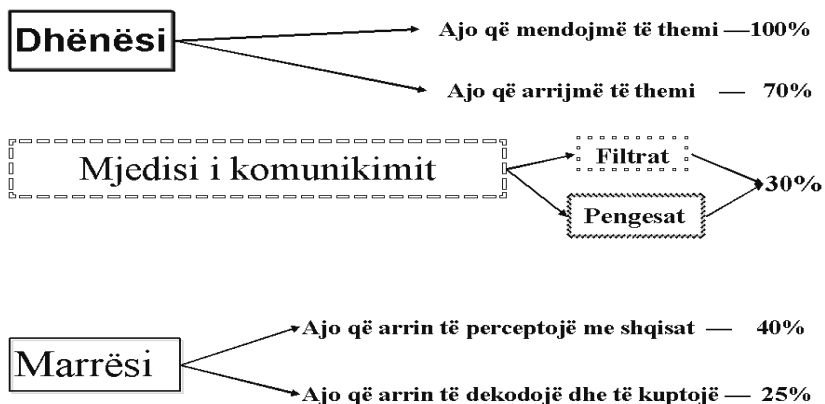 Dhënësi
Ajo që mendojmë të themi —100%
Ajo që arrijmë të themi — 70%
Mjedisi i komunikimit
Filtrat
30%
Pengesat
Ajo që arrin të perceptojë me shqisat — 40%
Marrësi
Ajo që arrin të dekodojë dhe të kuptojë — 25%